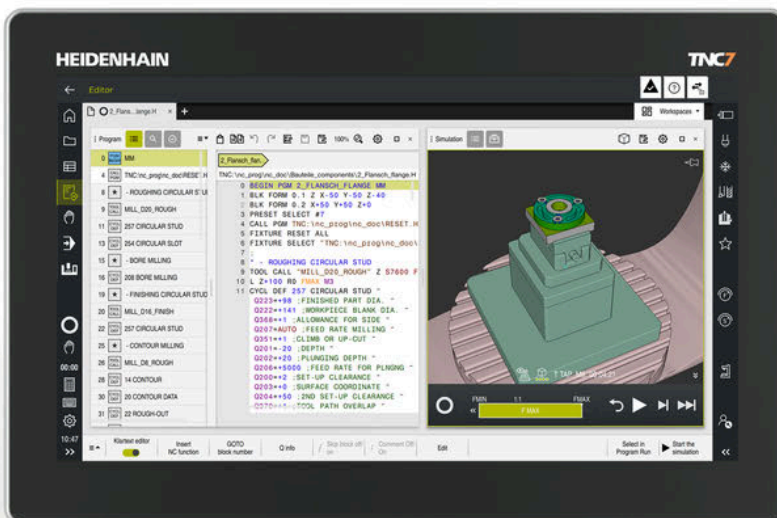 HEIDENHAIN
TNC7
Editor
2_Flans...lange.H
Workspaces
Program
100%
Simulation
0 MM
4 TNC:\nc_prog\nc_doc\RESET.H
8 - ROUGHING CIRCULAR STUD
9 MILL_D20_ROUGH
11 257 CIRCULAR STUD
13 254 CIRCULAR SLOT
15 - BORE MILLING
16 208 BORE MILLING
19 - FINISHING CIRCULAR STUD
20 MILL_D16_FINISH
22 257 CIRCULAR STUD
25 - CONTOUR MILLING
26 MILL_D8_ROUGH
28 14 CONTOUR
30 20 CONTOUR DATA
31 22 ROUGH-OUT
2_Flansch_flan.
TNC:\nc_prog\nc_doc\Bauteile_components\2_Flansch_flange.H
0 BEGIN PGM 2_FLANSCH_FLANGE MM
1 BLK FORM 0.1 Z X-50 Y-50 Z-40
2 BLK FORM 0.2 X+50 Y+50 Z+0
3 PRESET SELECT #7
4 CALL PGM TNC:\nc_prog\nc_doc\RESET.H
5 FIXTURE RESET ALL
6 FIXTURE SELECT "TNC:\nc_prog\nc_doc\
7 ;
8 * - ROUGHING CIRCULAR STUD
9 TOOL CALL "MILL_D20_ROUGH" Z S7600 F
10 L Z+100 R0 FMAX M3
11 CYCL DEF 257 CIRCULAR STUD ~
Q223=+98 ;FINISHED PART DIA. ~
Q222=+141 ;WORKPIECE BLANK DIA. ~
Q368=+1 ;ALLOWANCE FOR SIDE ~
Q207=AUTO ;FEED RATE MILLING ~
Q351=+1 ;CLIMB OR UP-CUT ~
Q201=-20 ;DEPTH ~
Q202=+20 ;PLUNGING DEPTH ~
Q206=+5000 ;FEED RATE FOR PLNGNG ~
Q200=+2 ;SET-UP CLEARANCE ~
Q203=+0 ;SURFACE COORDINATE ~
Q204=+50 ;2ND SET-UP CLEARANCE ~
Q370=+1 ;TOOL PATH OVERLAP ~
FMIN 1:1 FMAX
F MAX
00:00
10:47
Klartext editor
Insert
NC function
GOTO
block number
Q info
Skip block off
on
Comment Off
On
Edit
Select in
Program Run
Start the
simulation